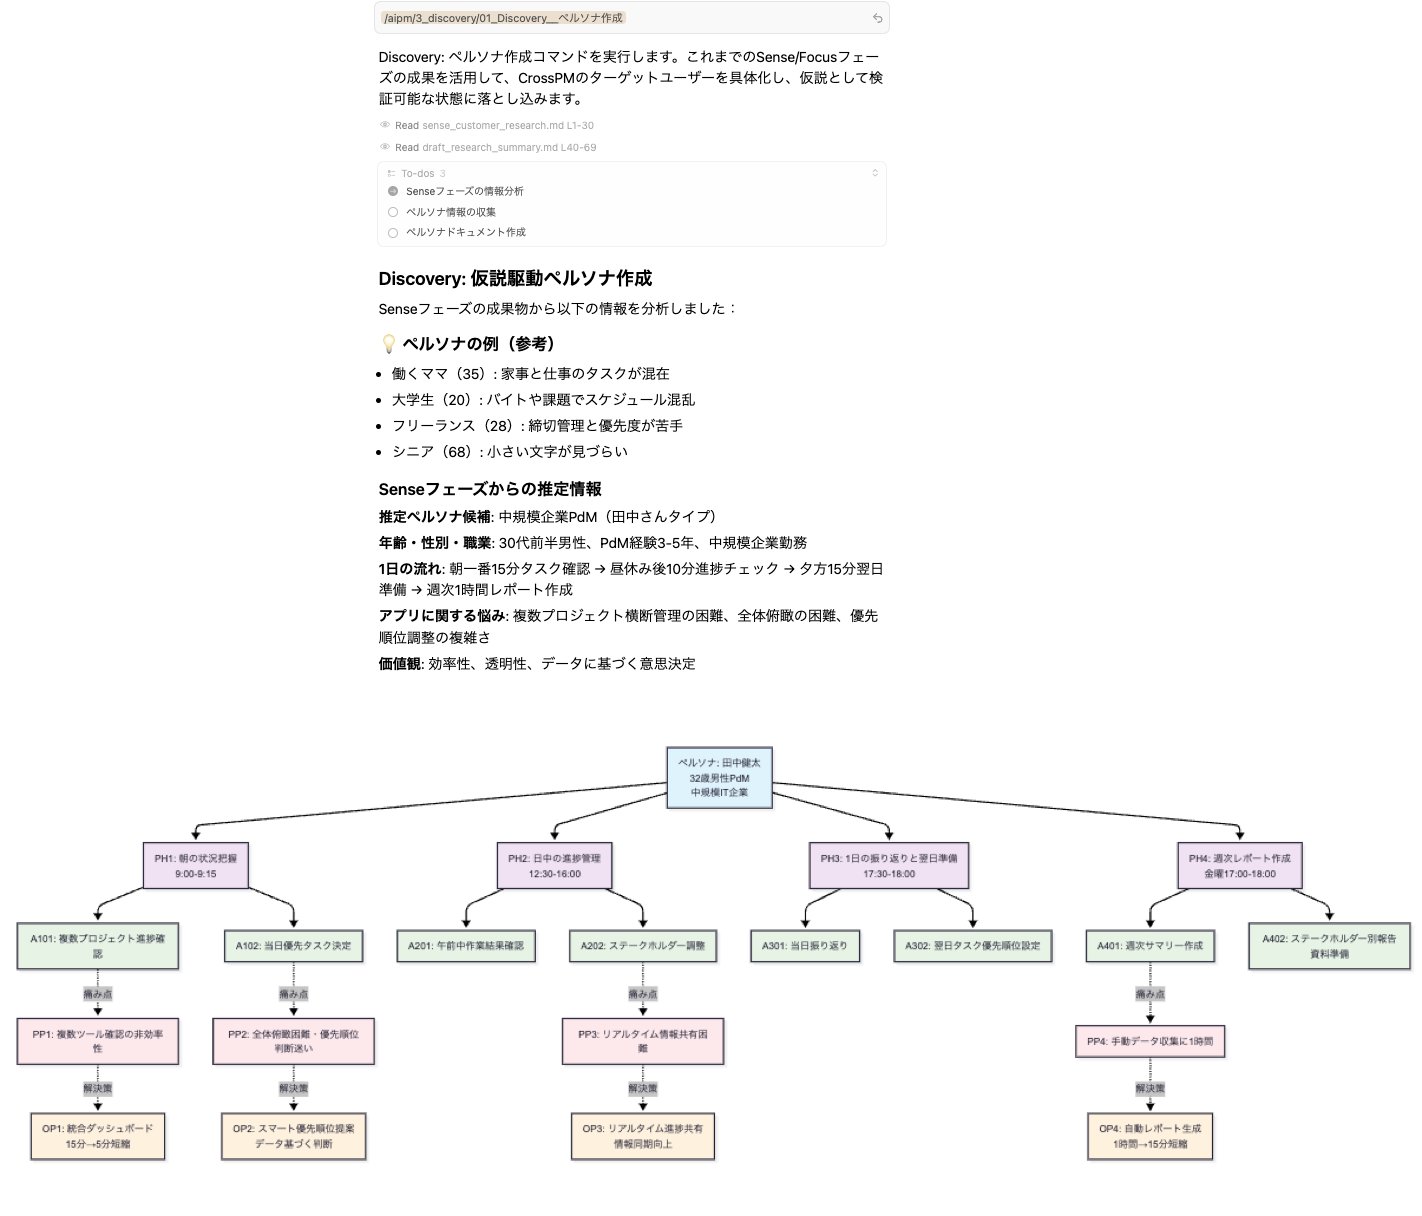 /aipm/3_discovery/01_Discovery__ペルソナ作成
Discovery: ペルソナ作成コマンドを実行します。これまでのSense/Focusフェー
ズの成果を活用して、CrossPMのターゲットユーザーを具体化し、仮説として検
証可能な状態に落とし込みます。
Read sense_customer_research.md L1-30
Read draft_research_summary.md L40-69
To-dos 3
Senseフェーズの情報分析
ペルソナ情報の収集
ペルソナドキュメント作成
Discovery: 仮説駆動ペルソナ作成
Senseフェーズの成果物から以下の情報を分析しました：
💡 ペルソナの例（参考）
• 働くママ（35）: 家事と仕事のタスクが混在
• 大学生（20）: バイトや課題でスケジュール混乱
• フリーランス（28）: 締切管理と優先度が苦手
• シニア（68）: 小さい文字が見づらい
Senseフェーズからの推定情報
推定ペルソナ候補: 中規模企業PdM（田中さんタイプ）
年齢・性別・職業: 30代前半男性、PdM経験3-5年、中規模企業勤務
1日の流れ: 朝一番15分タスク確認 → 昼休み後10分進捗チェック → 夕方15分翌日
準備 → 週次1時間レポート作成
アプリに関する悩み: 複数プロジェクト横断管理の困難、全体俯瞰の困難、優先
順位調整の複雑さ
価値観: 効率性、透明性、データに基づく意思決定
ペルソナ: 田中健太
32歳男性PdM
中規模IT企業
PH1: 朝の状況把握
9:00-9:15
PH2: 日中の進捗管理
12:30-16:00
PH3: 1日の振り返りと翌日準備
17:30-18:00
PH4: 週次レポート作成
金曜17:00-18:00
A101: 複数プロジェクト進捗確
認
A102: 当日優先タスク決定
A201: 午前中作業結果確認
A202: ステークホルダー調整
A301: 当日振り返り
A302: 翌日タスク優先順位設定
A401: 週次サマリー作成
A402: ステークホルダー別報告
資料準備
痛み点
痛み点
痛み点
痛み点
PP1: 複数ツール確認の非効率
性
PP2: 全体俯瞰困難・優先順位
判断迷い
PP3: リアルタイム情報共有困
難
PP4: 手動データ収集に1時間
解決策
解決策
解決策
解決策
OP1: 統合ダッシュボード
15分→5分短縮
OP2: スマート優先順位提案
データ基づく判断
OP3: リアルタイム進捗共有
情報同期向上
OP4: 自動レポート生成
1時間→15分短縮